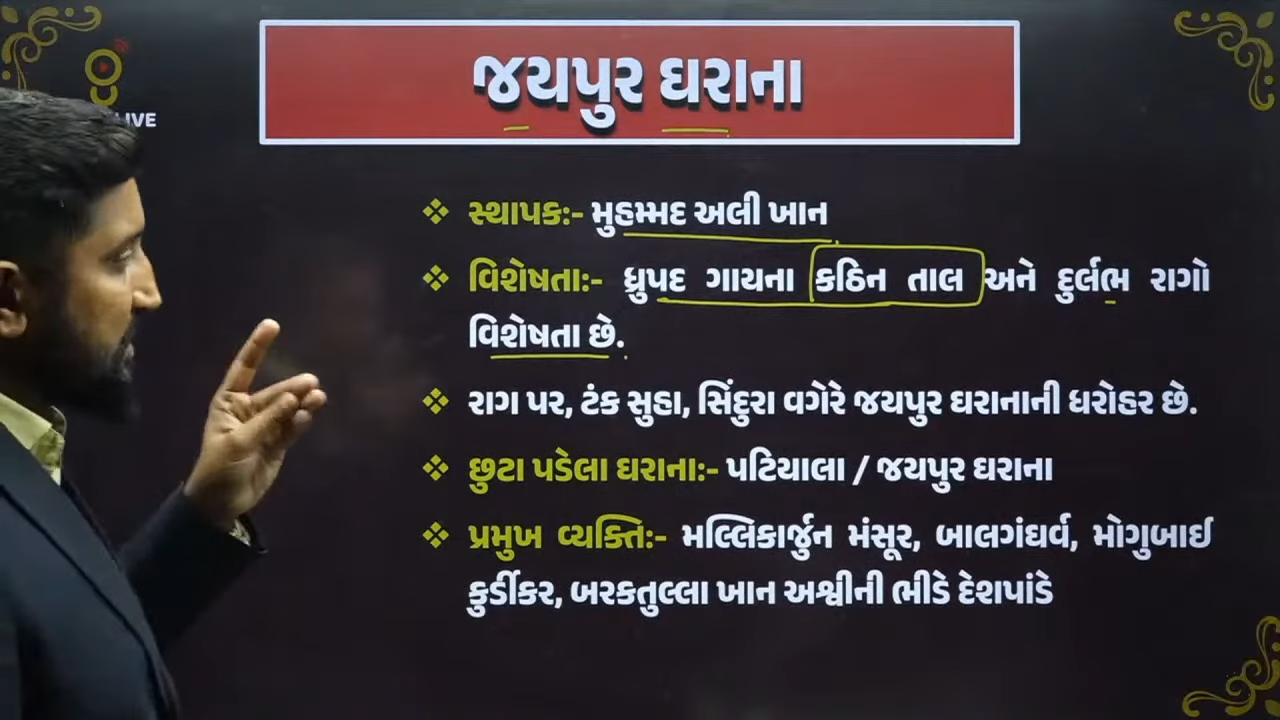 જયપુર ઘરાના
LIVE
❖ સ્થાપક:- મુહમ્મદ અલી ખાન
❖ વિશેષતા:- ધ્રુપદ ગાયના કઠિન તાલ અને દુર્લભ રાગો
વિશેષતા છે.
❖ રાગ પર, ટંક સુહા, સિંદુરા વગેરે જયપુર ઘરાનાની ધરોહર છે.
❖ છુટા પડેલા ઘરાના:- પટિયાલા / જયપુર ઘરાના
❖ પ્રમુખ વ્યક્તિ:- મલ્લિકાર્જુન મંસૂર, બાલગંધર્વ, મોગુબાઈ
કુર્ડીકર, બરકતુલ્લા ખાન અશ્વીની ભીડે દેશપાંડે